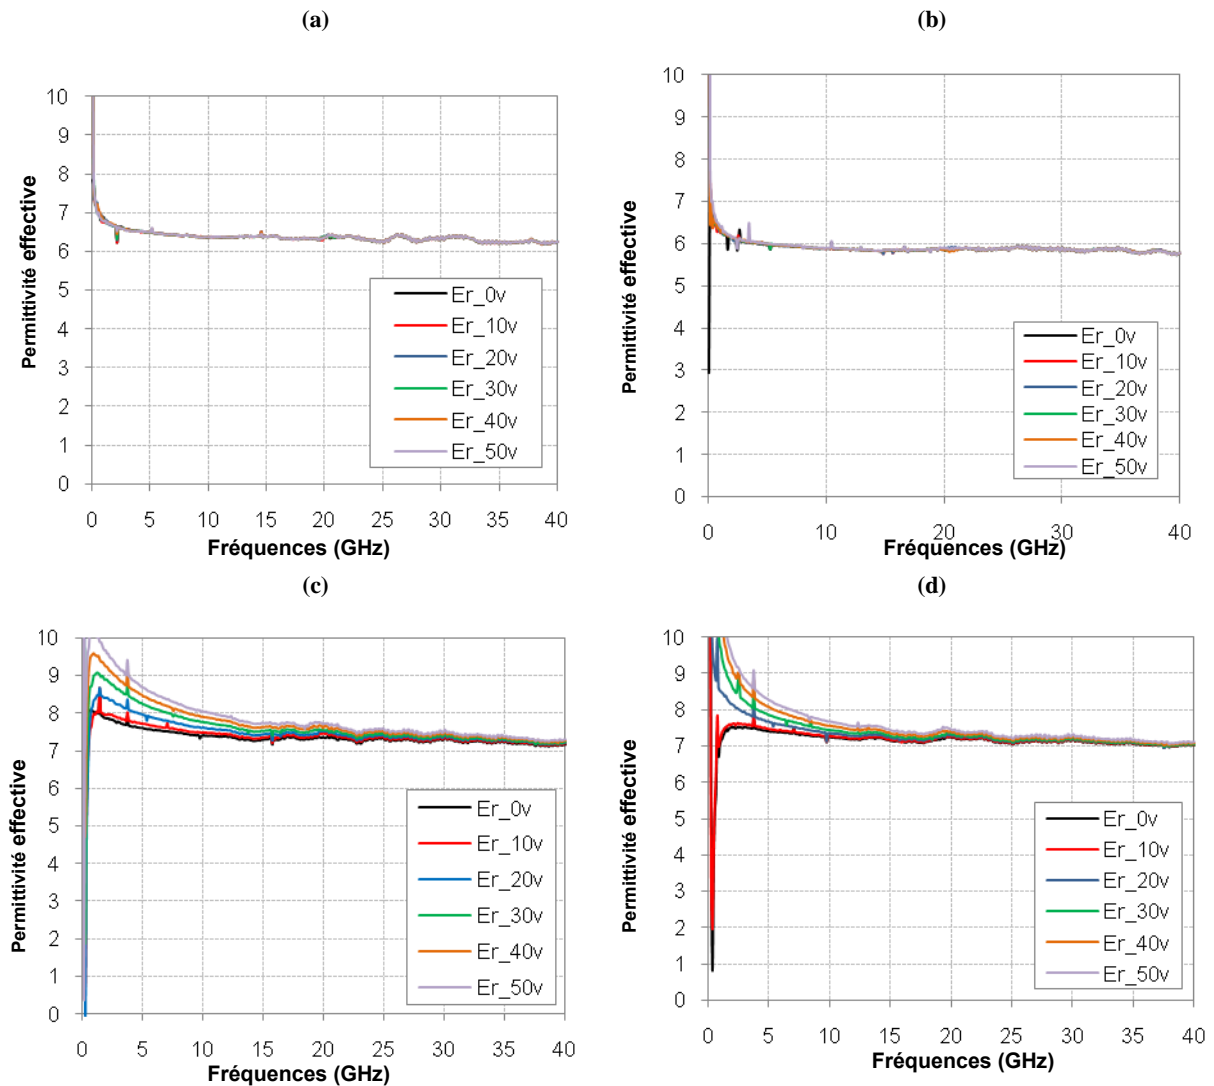 (a)
10
9
8
7
6
5
4
3
2
1
0
Permittivité effective
Er_0v
Er_10v
Er_20v
Er_30v
Er_40v
Er_50v
0 5 10 15 20 25 30 35 40
Fréquences (GHz)
(b)
10
9
8
7
6
5
4
3
2
1
0
Permittivité effective
Er_0v
Er_10v
Er_20v
Er_30v
Er_40v
Er_50v
0 10 20 30 40
Fréquences (GHz)
(c)
10
9
8
7
6
5
4
3
2
1
0
Permittivité effective
Er_0v
Er_10v
Er_20v
Er_30v
Er_40v
Er_50v
0 5 10 15 20 25 30 35 40
Fréquences (GHz)
(d)
10
9
8
7
6
5
4
3
2
1
0
Permittivité effective
Er_0v
Er_10v
Er_20v
Er_30v
Er_40v
Er_50v
0 5 10 15 20 25 30 35 40
Fréquences (GHz)